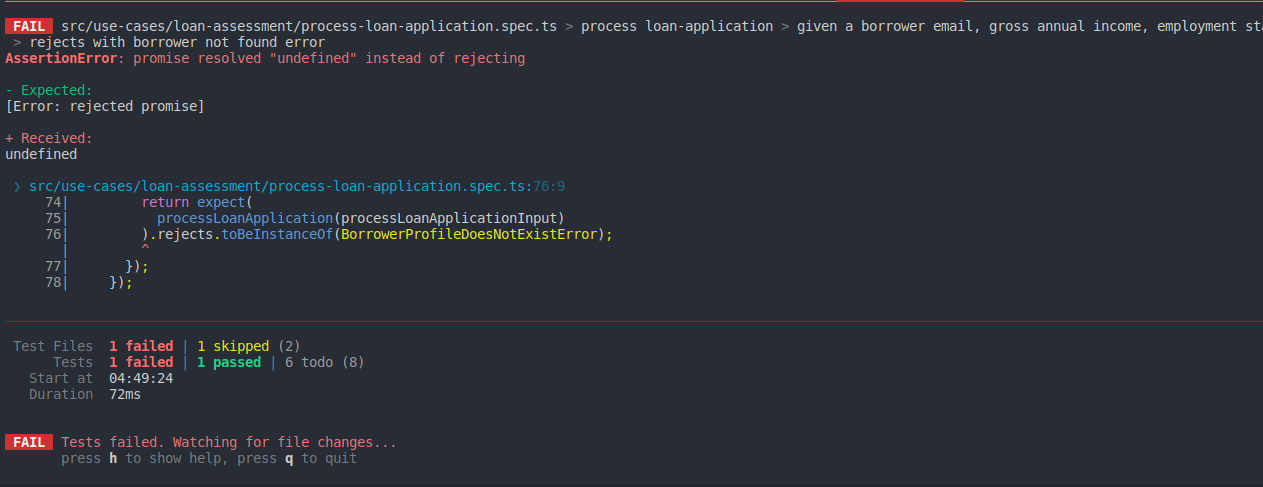 FAIL src/use-cases/loan-assessment/process-loan-application.spec.ts > process loan-application > given a borrower email, gross annual income, employment sta
> rejects with borrower not found error
AssertionError: promise resolved "undefined" instead of rejecting
- Expected:
[Error: rejected promise]
+ Received:
undefined
❯ src/use-cases/loan-assessment/process-loan-application.spec.ts:76:9
74| return expect(
75| processLoanApplication(processLoanApplicationInput)
76| ).rejects.toBeInstanceOf(BorrowerProfileDoesNotExistError);
| ^
77| });
78| });
Test Files 1 failed | 1 skipped (2)
Tests 1 failed | 1 passed | 6 todo (8)
Start at 04:49:24
Duration 72ms
FAIL Tests failed. Watching for file changes...
press h to show help, press q to quit